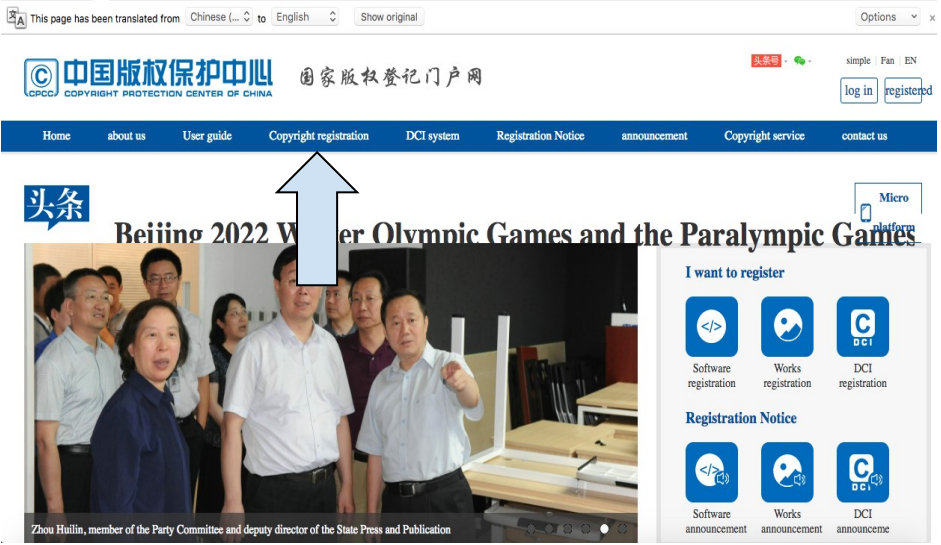 This page has been translated from Chinese (... to English Show original Options ×
中国版权保护中心
CPCC COPYRIGHT PROTECTION CENTER OF CHINA
国家版权登记门户网
头条号
simple Fan EN
log in registered
Home about us User guide Copyright registration DCI system Registration Notice announcement Copyright service contact us
头条
Micro
platform
Beijing 2022 Winter Olympic Games and the Paralympic Games
I want to register
</>
C
DCI
Software
registration
Works
registration
DCI
registration
Registration Notice
</>
C
DCI
Software
announcement
Works
announcement
DCI
announceme
Zhou Huilin, member of the Party Committee and deputy director of the State Press and Publication